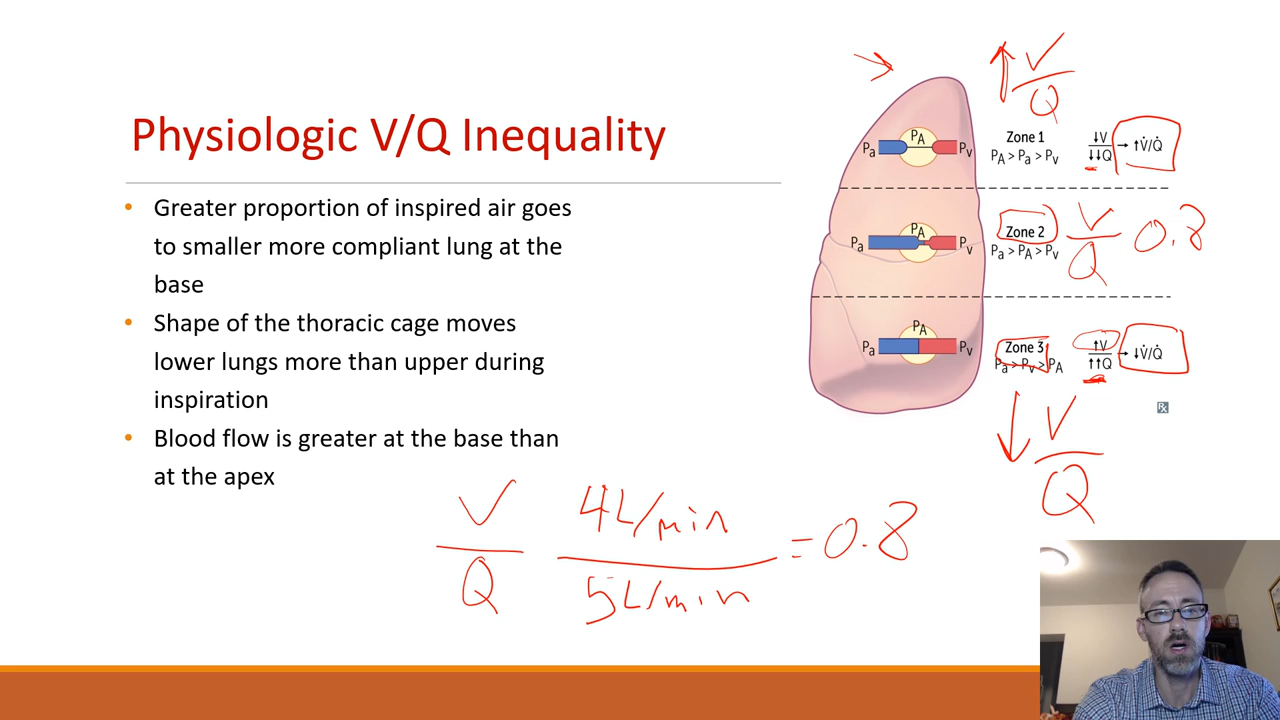 Physiologic V/Q Inequality
• Greater proportion of inspired air goes
to smaller more compliant lung at the
base
• Shape of the thoracic cage moves
lower lungs more than upper during
inspiration
• Blood flow is greater at the base than
at the apex
V
Q
4L/min
5L/min
= 0.8
↑ V
Q
Pa PA Pv
Zone 1
PA > Pa > Pv
↓V
↓↓Q
→ ↑V̇/Q̇
Pa PA Pv
Zone 2
Pa > PA > Pv
V
Q
0.8
Pa PA Pv
Zone 3
Pa > Pv > PA
↑V
↑↑Q
→ ↓V̇/Q̇
↓ V
Q
℞